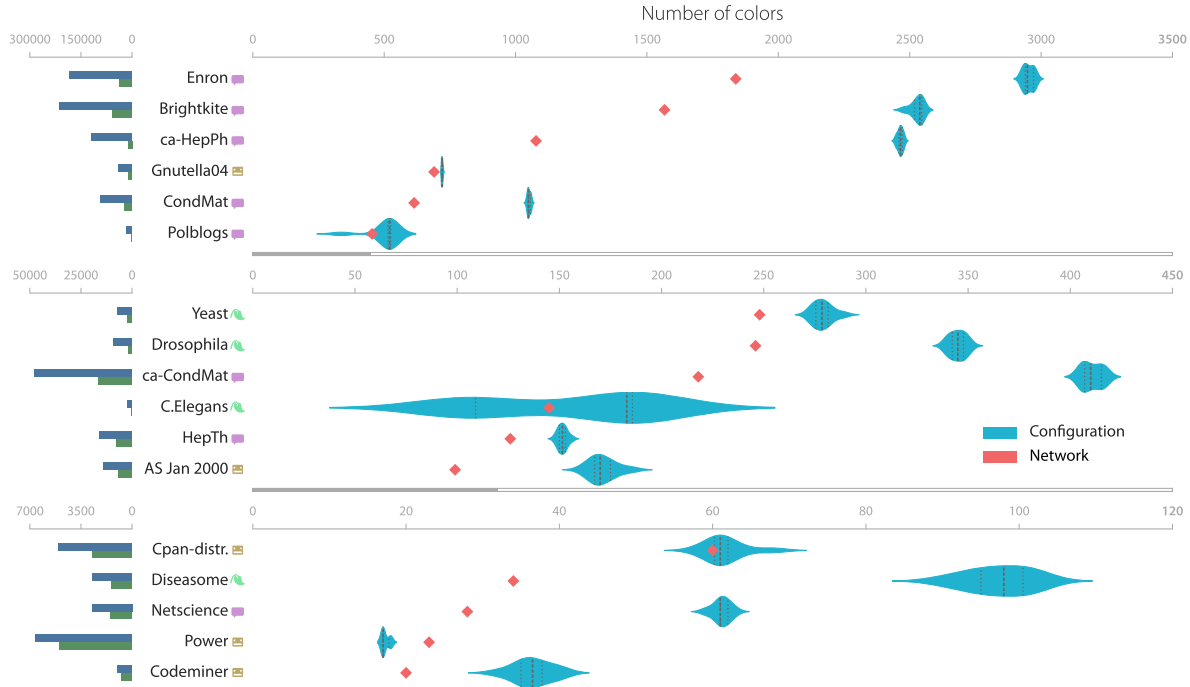 Number of colors
300000 150000 0 0 500 1000 1500 2000 2500 3000 3500
Enron
Brightkite
ca-HepPh
Gnutella04
CondMat
Polblogs
50000 25000 0 0 50 100 150 200 250 300 350 400 450
Yeast
Drosophila
ca-CondMat
C.Elegans
Configuration
HepTh
Network
AS Jan 2000
7000 3500 0 0 20 40 60 80 100 120
Cpan-distr.
Diseasome
Netscience
Power
Codeminer